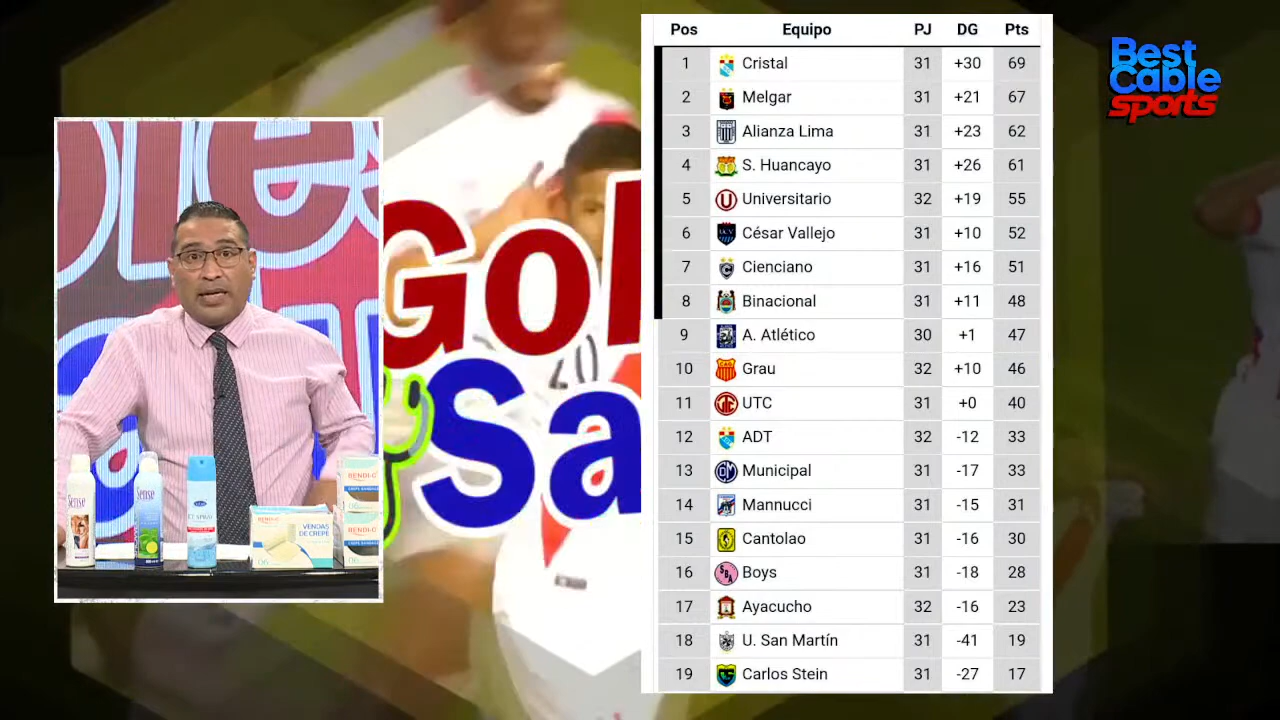 Pos Equipo PJ DG Pts
1 Cristal 31 +30 69
2 Melgar 31 +21 67
3 Alianza Lima 31 +23 62
4 S. Huancayo 31 +26 61
5 Universitario 32 +19 55
6 César Vallejo 31 +10 52
7 Cienciano 31 +16 51
8 Binacional 31 +11 48
9 A. Atlético 30 +1 47
10 Grau 32 +10 46
11 UTC 31 +0 40
12 ADT 32 -12 33
13 Municipal 31 -17 33
14 Mannucci 31 -15 31
15 Cantolao 31 -16 30
16 Boys 31 -18 28
17 Ayacucho 32 -16 23
18 U. San Martín 31 -41 19
19 Carlos Stein 31 -27 17
Best
Cable
sports
Gol
y Sa
20
Sense
Sense
VENDAS
DE CREPÉ
06
06